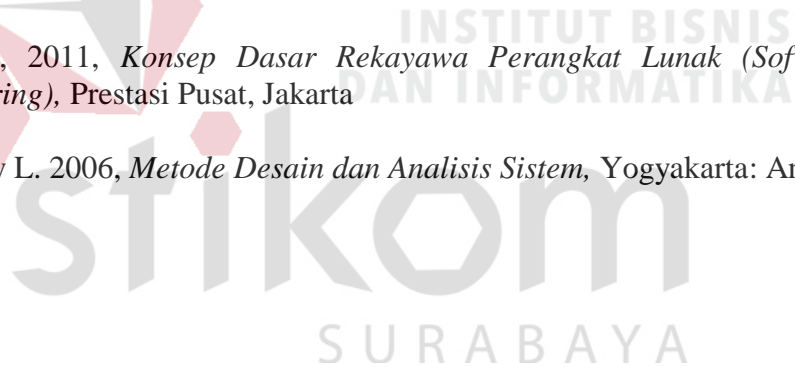 INSTITUT BISNIS
, 2011, Konsep Dasar Rekayawa Perangkat Lunak (Sof
DAN INFORMATIKA
ring), Prestasi Pusat, Jakarta
L. 2006, Metode Desain dan Analisis Sistem, Yogyakarta: An
stikom
SURABAYA